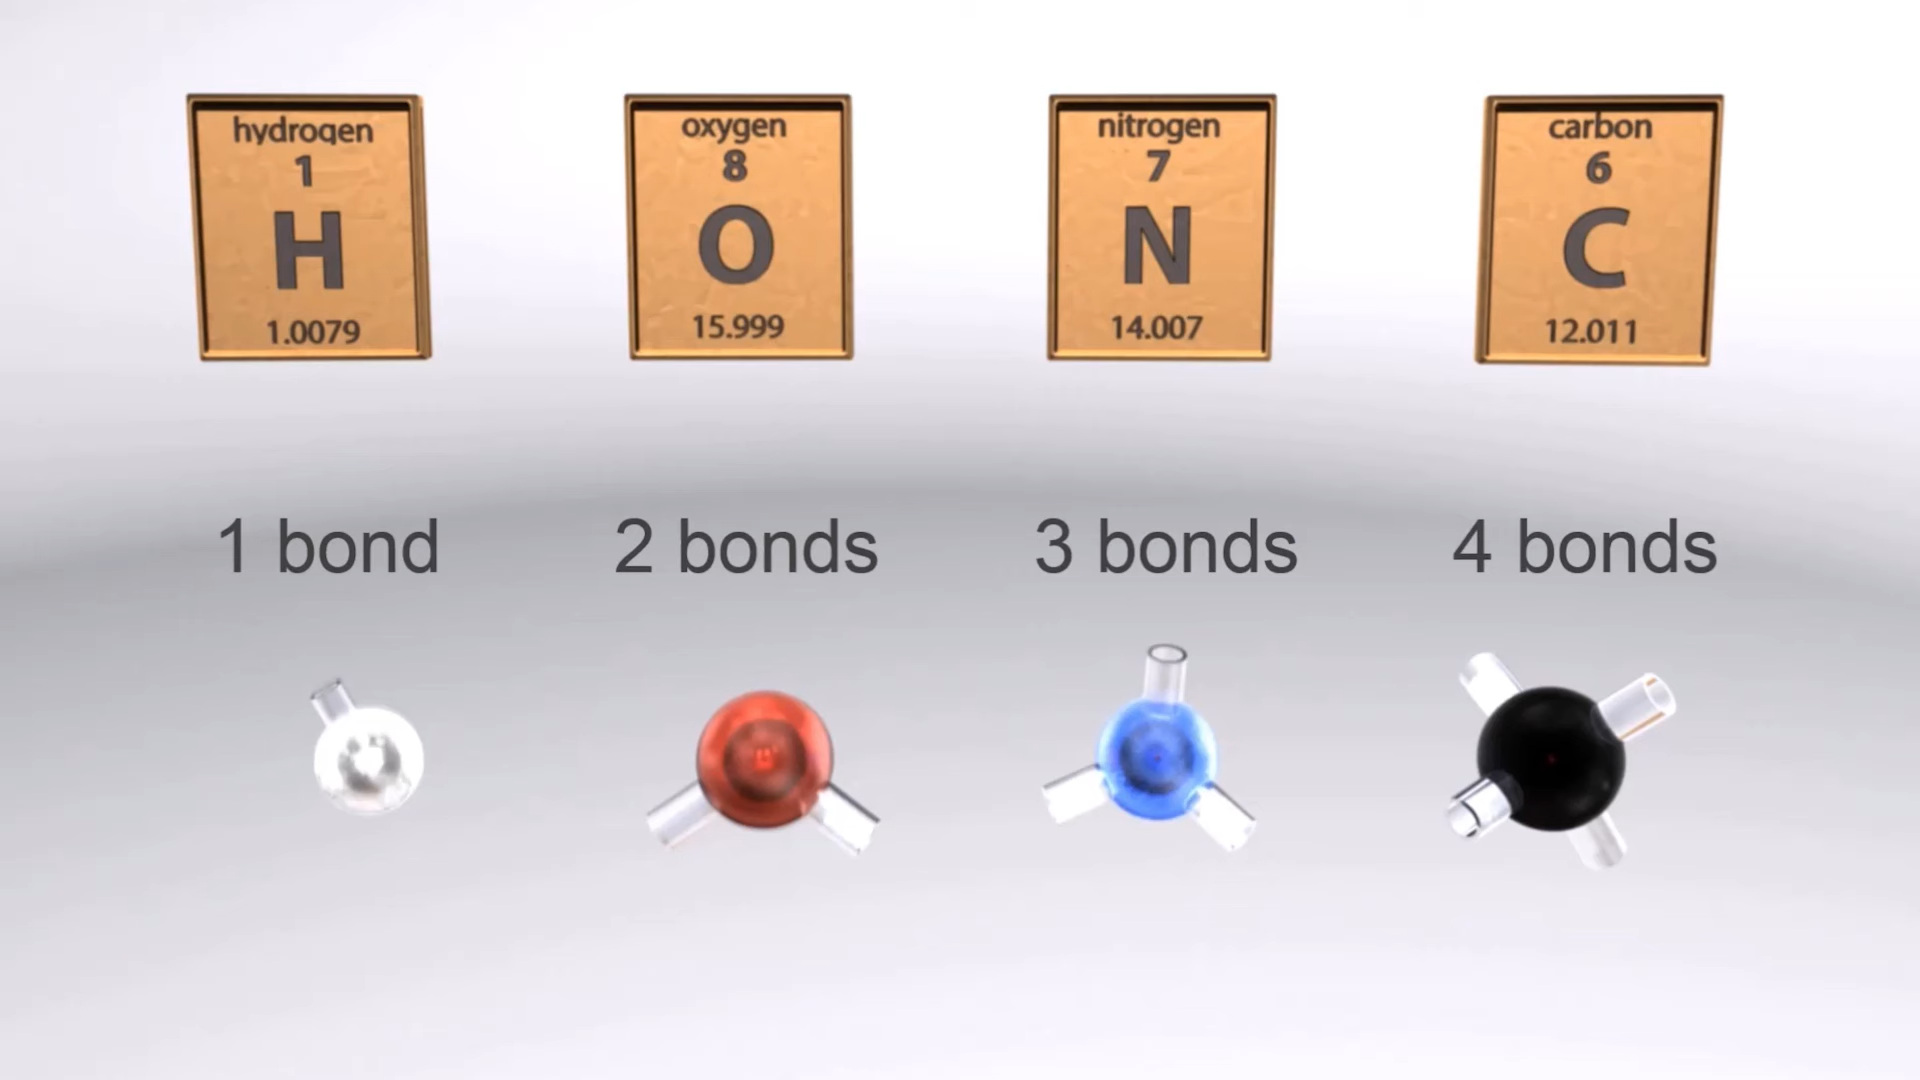 hydrogen
1
H
1.0079
oxygen
8
O
15.999
nitrogen
7
N
14.007
carbon
6
C
12.011
1 bond
2 bonds
3 bonds
4 bonds